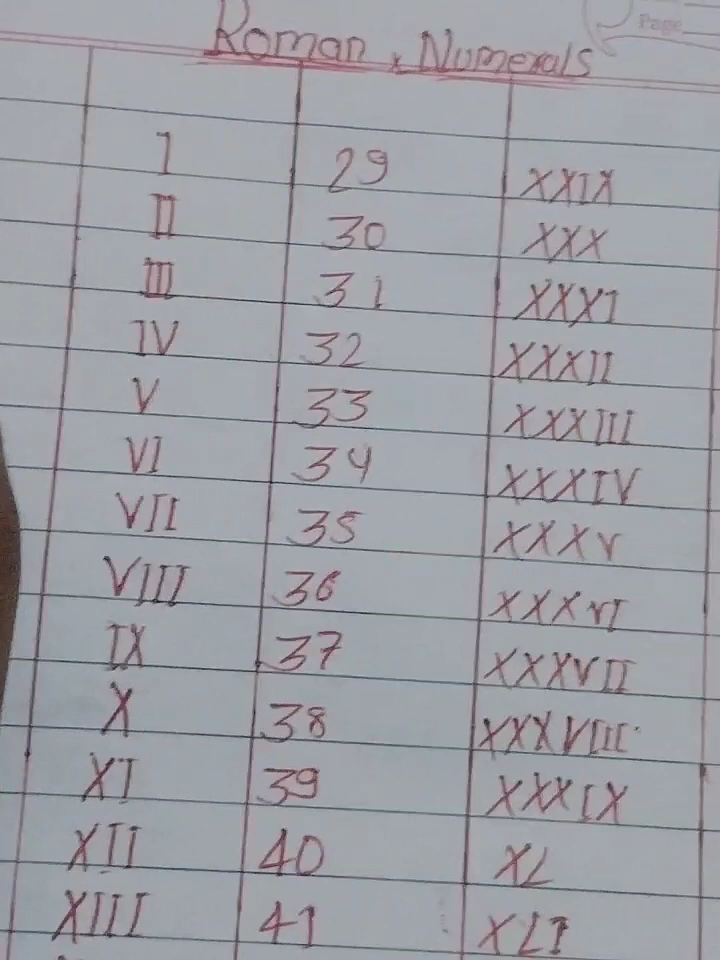 Page
Roman Numerals
I 29 XXIX
II 30 XXX
III 31 XXXI
IV 32 XXXII
V 33 XXXIII
VI 34 XXXIV
VII 35 XXXV
VIII 36 XXXVI
IX 37 XXXVII
X 38 XXXVIII
XI 39 XXXIX
XII 40 XL
XIII 41 XLI